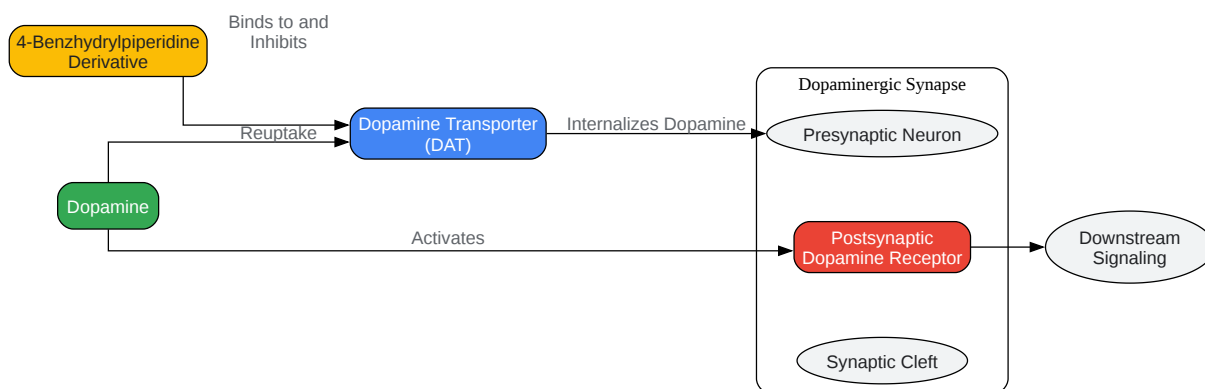 Binds to and
Inhibits
4-Benzhydrylpiperidine
Derivative
Dopaminergic Synapse
Dopamine Transporter
(DAT)
Reuptake
Internalizes Dopamine
Presynaptic Neuron
Dopamine
Activates
Postsynaptic
Dopamine Receptor
Downstream
Signaling
Synaptic Cleft